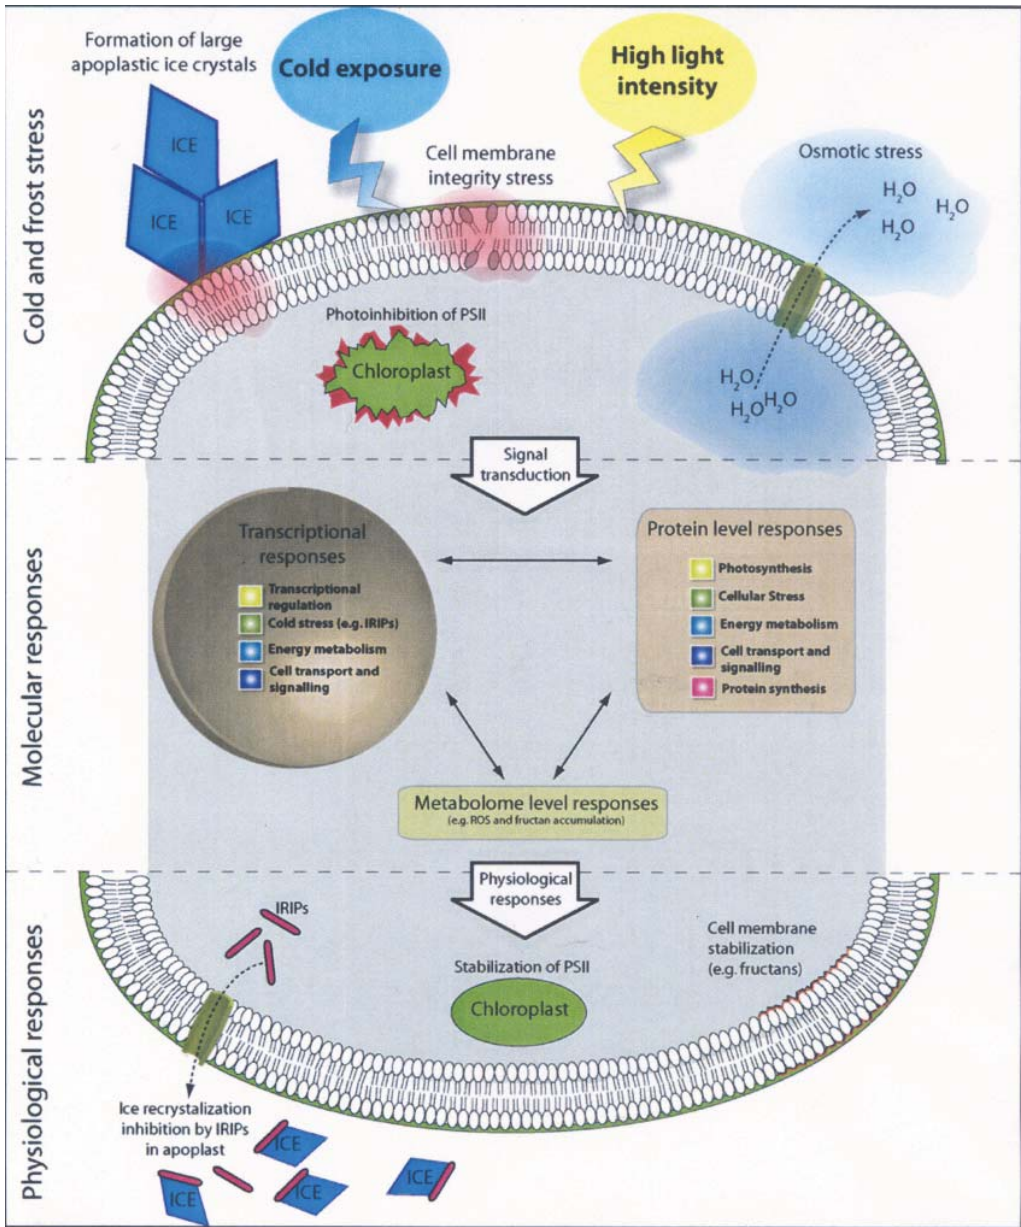 Cold and frost stress
Formation of large
apoplastic ice crystals
ICE
ICE
ICE
Cold exposure
Cell membrane
integrity stress
High light
intensity
Osmotic stress
H2O
H2O
H2O
Photoinhibition of PSII
Chloroplast
H2O
H2O
H2O
Signal
transduction
Molecular responses
Transcriptional
responses
Transcriptional
regulation
Cold stress (e.g. IRIPs)
Energy metabolism
Cell transport and
signalling
Protein level responses
Photosynthesis
Cellular Stress
Energy metabolism
Cell transport and
signalling
Protein synthesis
Metabolome level responses
(e.g. ROS and fructan accumulation)
Physiological responses
Physiological
responses
IRIPs
Stabilization of PSII
Chloroplast
Cell membrane
stabilization
(e.g. fructans)
Ice recrystalization
inhibition by IRIPs
in apoplast
ICE
ICE
ICE
ICE